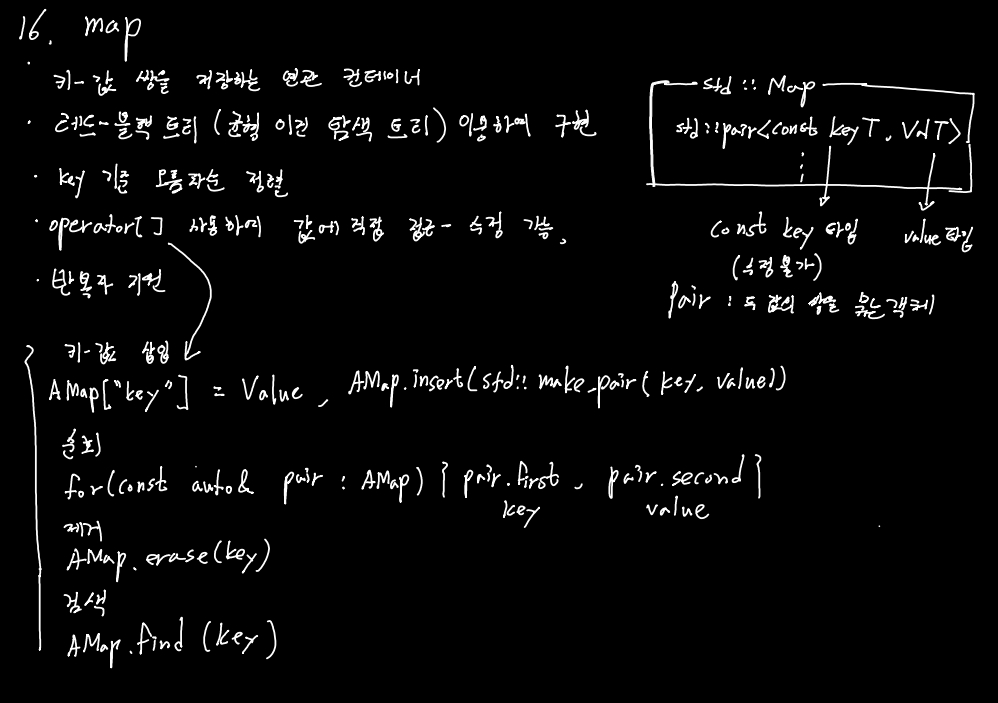 16. map
· 키-값 쌍을 저장하는 연관 컨테이너
· 레드-블랙 트리 (균형 이진 탐색 트리) 이용하여 구현
· key 기준 오름차순 정렬
· operator[] 사용하여 값에 직접 접근- 수정 가능,
· 반복자 지원
std :: Map
std::pair<const keyT, ValT>
const key 타입
(수정 불가)
value 타입
Pair : 두 값의 쌍을 묶는 객체
키-값 삽입
AMap["key"] = Value , AMap.insert(std:: make_pair( key, value))
순회
for(const auto& pair : AMap) { pair.first , pair.second }
key
value
제거
AMap.erase(key)
검색
AMap.find (key)